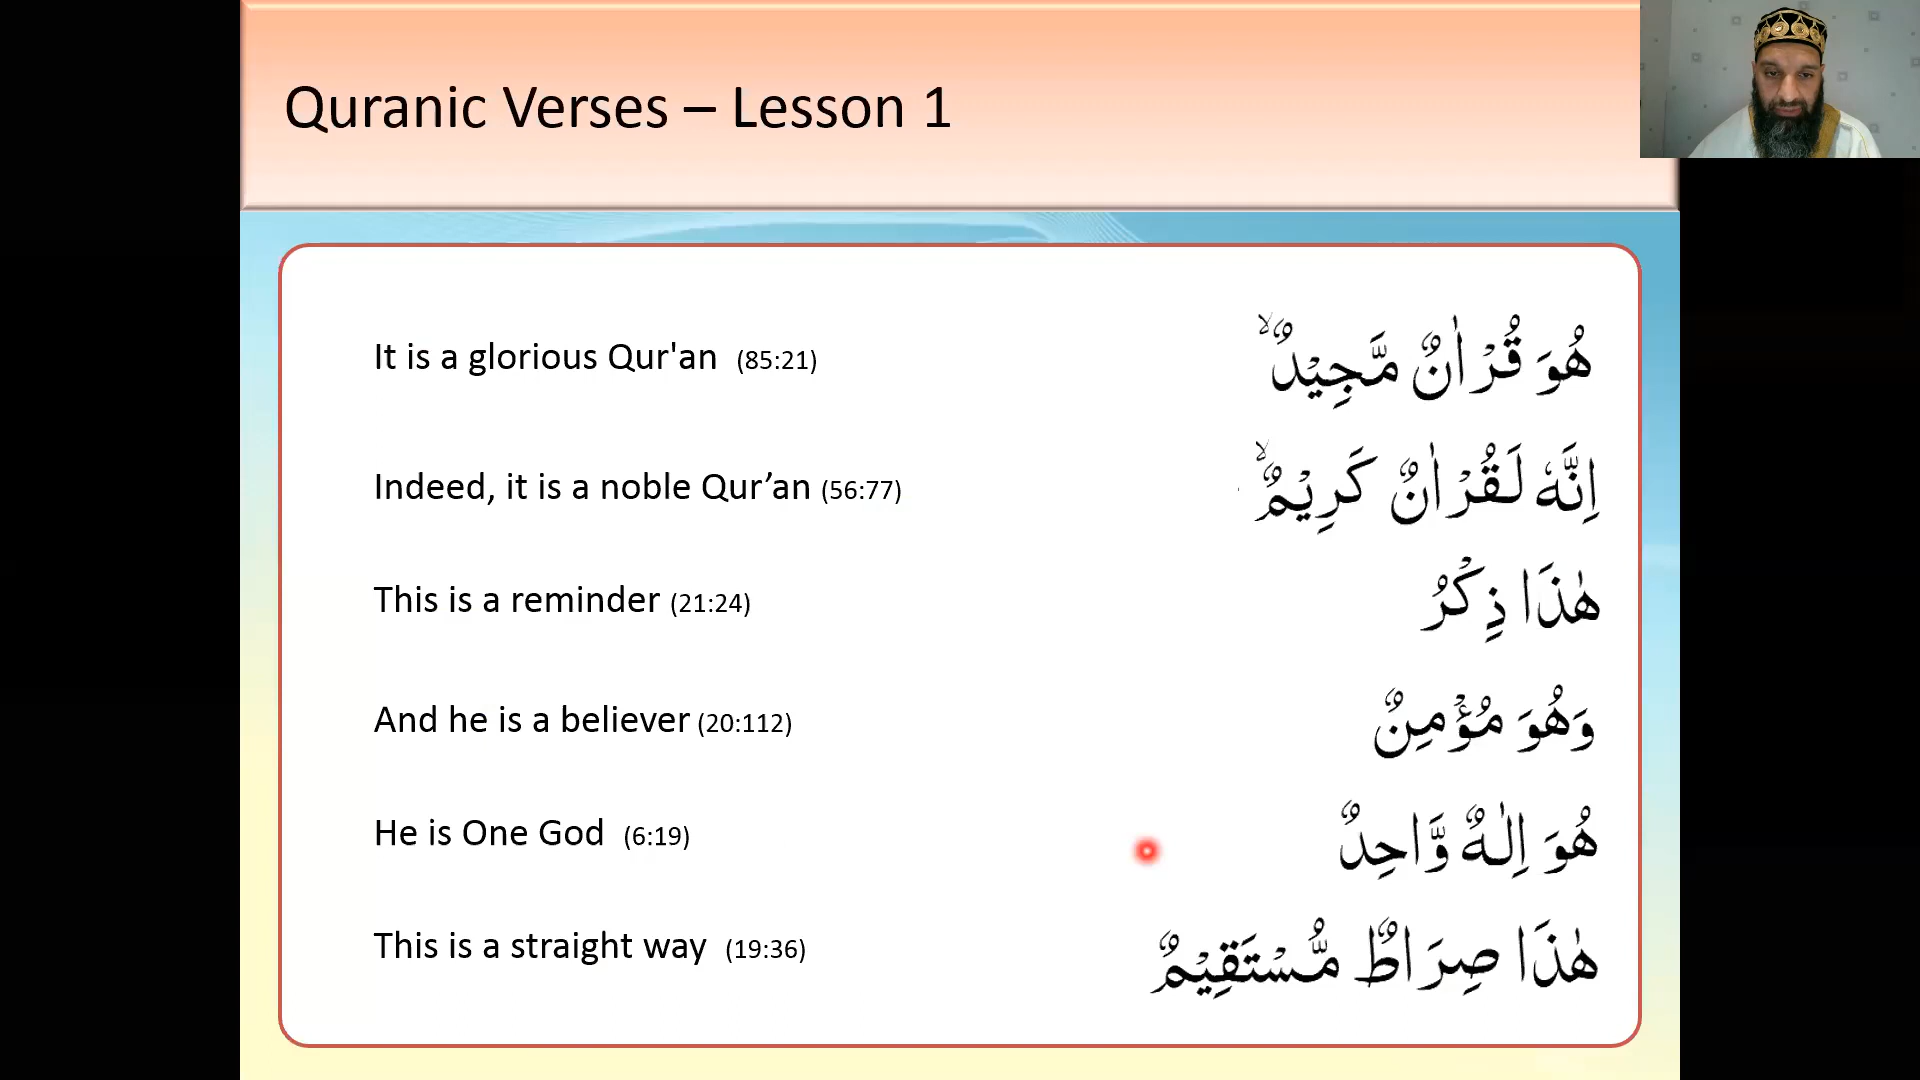 Quranic Verses – Lesson 1
It is a glorious Qur'an (85:21) هُوَ قُرْاٰنٌ مَّجِيْدٌ ۙ
Indeed, it is a noble Qur’an (56:77) اِنَّهٗ لَقُرْاٰنٌ كَرِيْمٌ ۙ
This is a reminder (21:24) هٰذَا ذِكْرُ
And he is a believer (20:112) وَهُوَ مُؤْمِنٌ
He is One God (6:19) هُوَ اِلٰهٌ وَّاحِدٌ
This is a straight way (19:36) هٰذَا صِرَاطٌ مُّسْتَقِيْمٌ